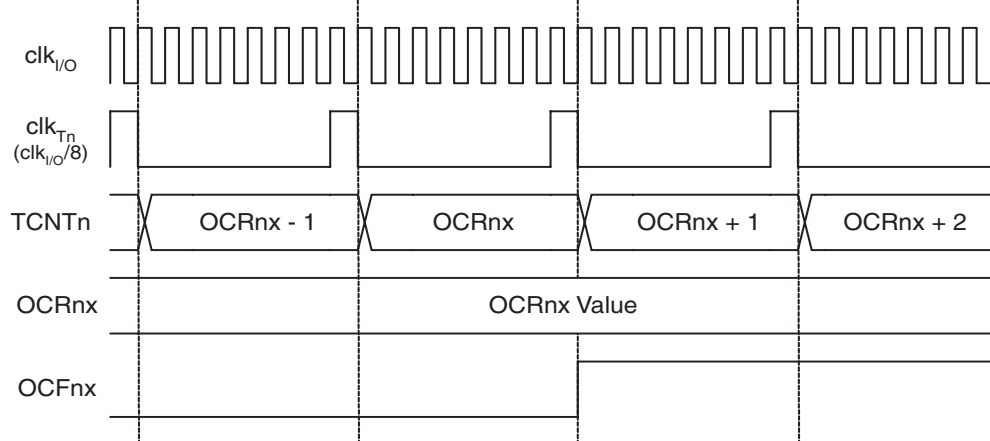 clkI/O
clkTn
(clkI/O/8)
TCNTn OCRnx - 1 OCRnx OCRnx + 1 OCRnx + 2
OCRnx OCRnx Value
OCFnx